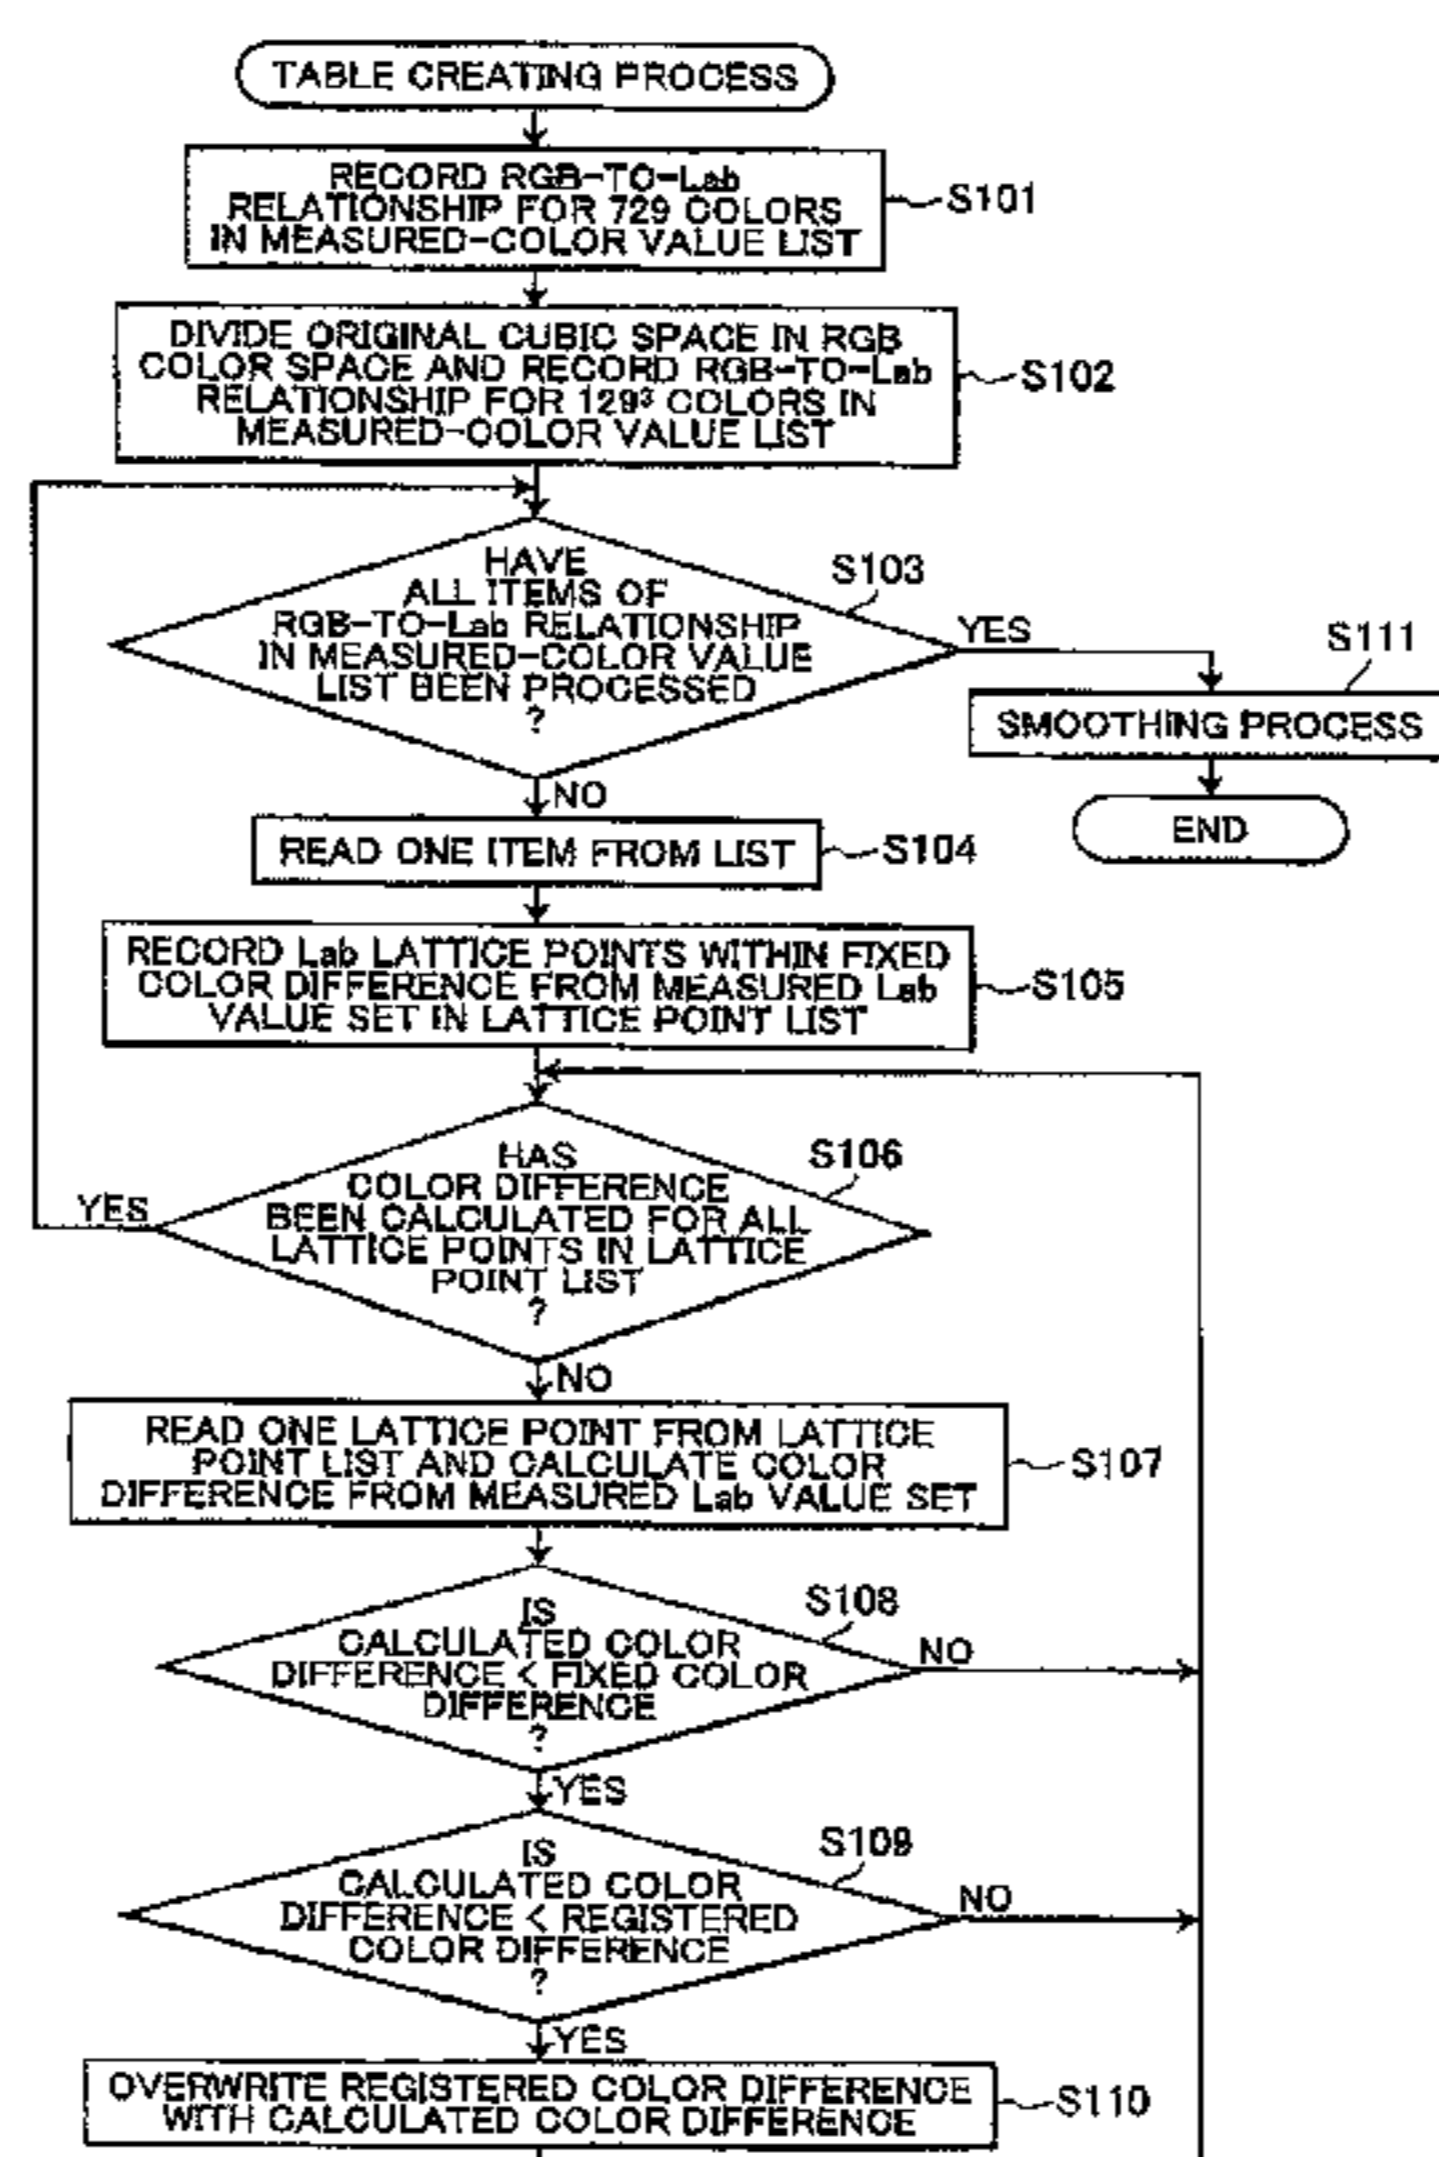 TABLE CREATING PROCESS
RECORD RGB-TO-Lab
RELATIONSHIP FOR 729 COLORS
IN MEASURED-COLOR VALUE LIST
S101
DIVIDE ORIGINAL CUBIC SPACE IN RGB
COLOR SPACE AND RECORD RGB-TO-Lab
RELATIONSHIP FOR 129³ COLORS IN
MEASURED-COLOR VALUE LIST
S102
HAVE
ALL ITEMS OF
RGB-TO-Lab RELATIONSHIP
IN MEASURED-COLOR VALUE
LIST BEEN PROCESSED
?
S103
YES
S111
SMOOTHING PROCESS
END
NO
READ ONE ITEM FROM LIST
S104
RECORD Lab LATTICE POINTS WITHIN FIXED
COLOR DIFFERENCE FROM MEASURED Lab
VALUE SET IN LATTICE POINT LIST
S105
HAS
COLOR DIFFERENCE
BEEN CALCULATED FOR ALL
LATTICE POINTS IN LATTICE
POINT LIST
?
S106
YES
NO
READ ONE LATTICE POINT FROM LATTICE
POINT LIST AND CALCULATE COLOR
DIFFERENCE FROM MEASURED Lab VALUE SET
S107
IS
CALCULATED COLOR
DIFFERENCE < FIXED COLOR
DIFFERENCE
?
S108
NO
YES
IS
CALCULATED COLOR
DIFFERENCE < REGISTERED
COLOR DIFFERENCE
?
S109
NO
YES
OVERWRITE REGISTERED COLOR DIFFERENCE
WITH CALCULATED COLOR DIFFERENCE
S110